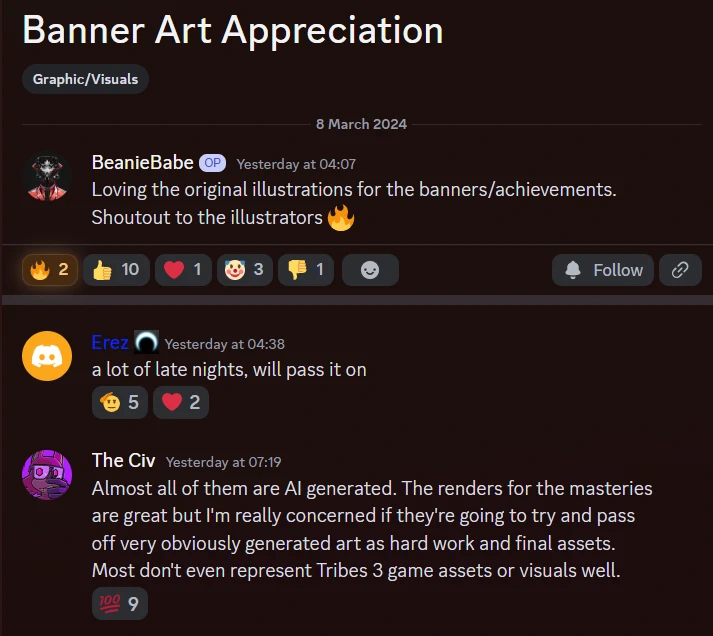 Banner Art Appreciation
Graphic/Visuals
8 March 2024
BeanieBabe OP Yesterday at 04:07
Loving the original illustrations for the banners/achievements.
Shoutout to the illustrators 🔥
🔥 2 👍 10 ❤️ 1 🤡 3 👎 1 Follow
Erez Yesterday at 04:38
a lot of late nights, will pass it on
🫡 5 ❤️ 2
The Civ Yesterday at 07:19
Almost all of them are AI generated. The renders for the masteries
are great but I'm really concerned if they're going to try and pass
off very obviously generated art as hard work and final assets.
Most don't even represent Tribes 3 game assets or visuals well.
💯 9